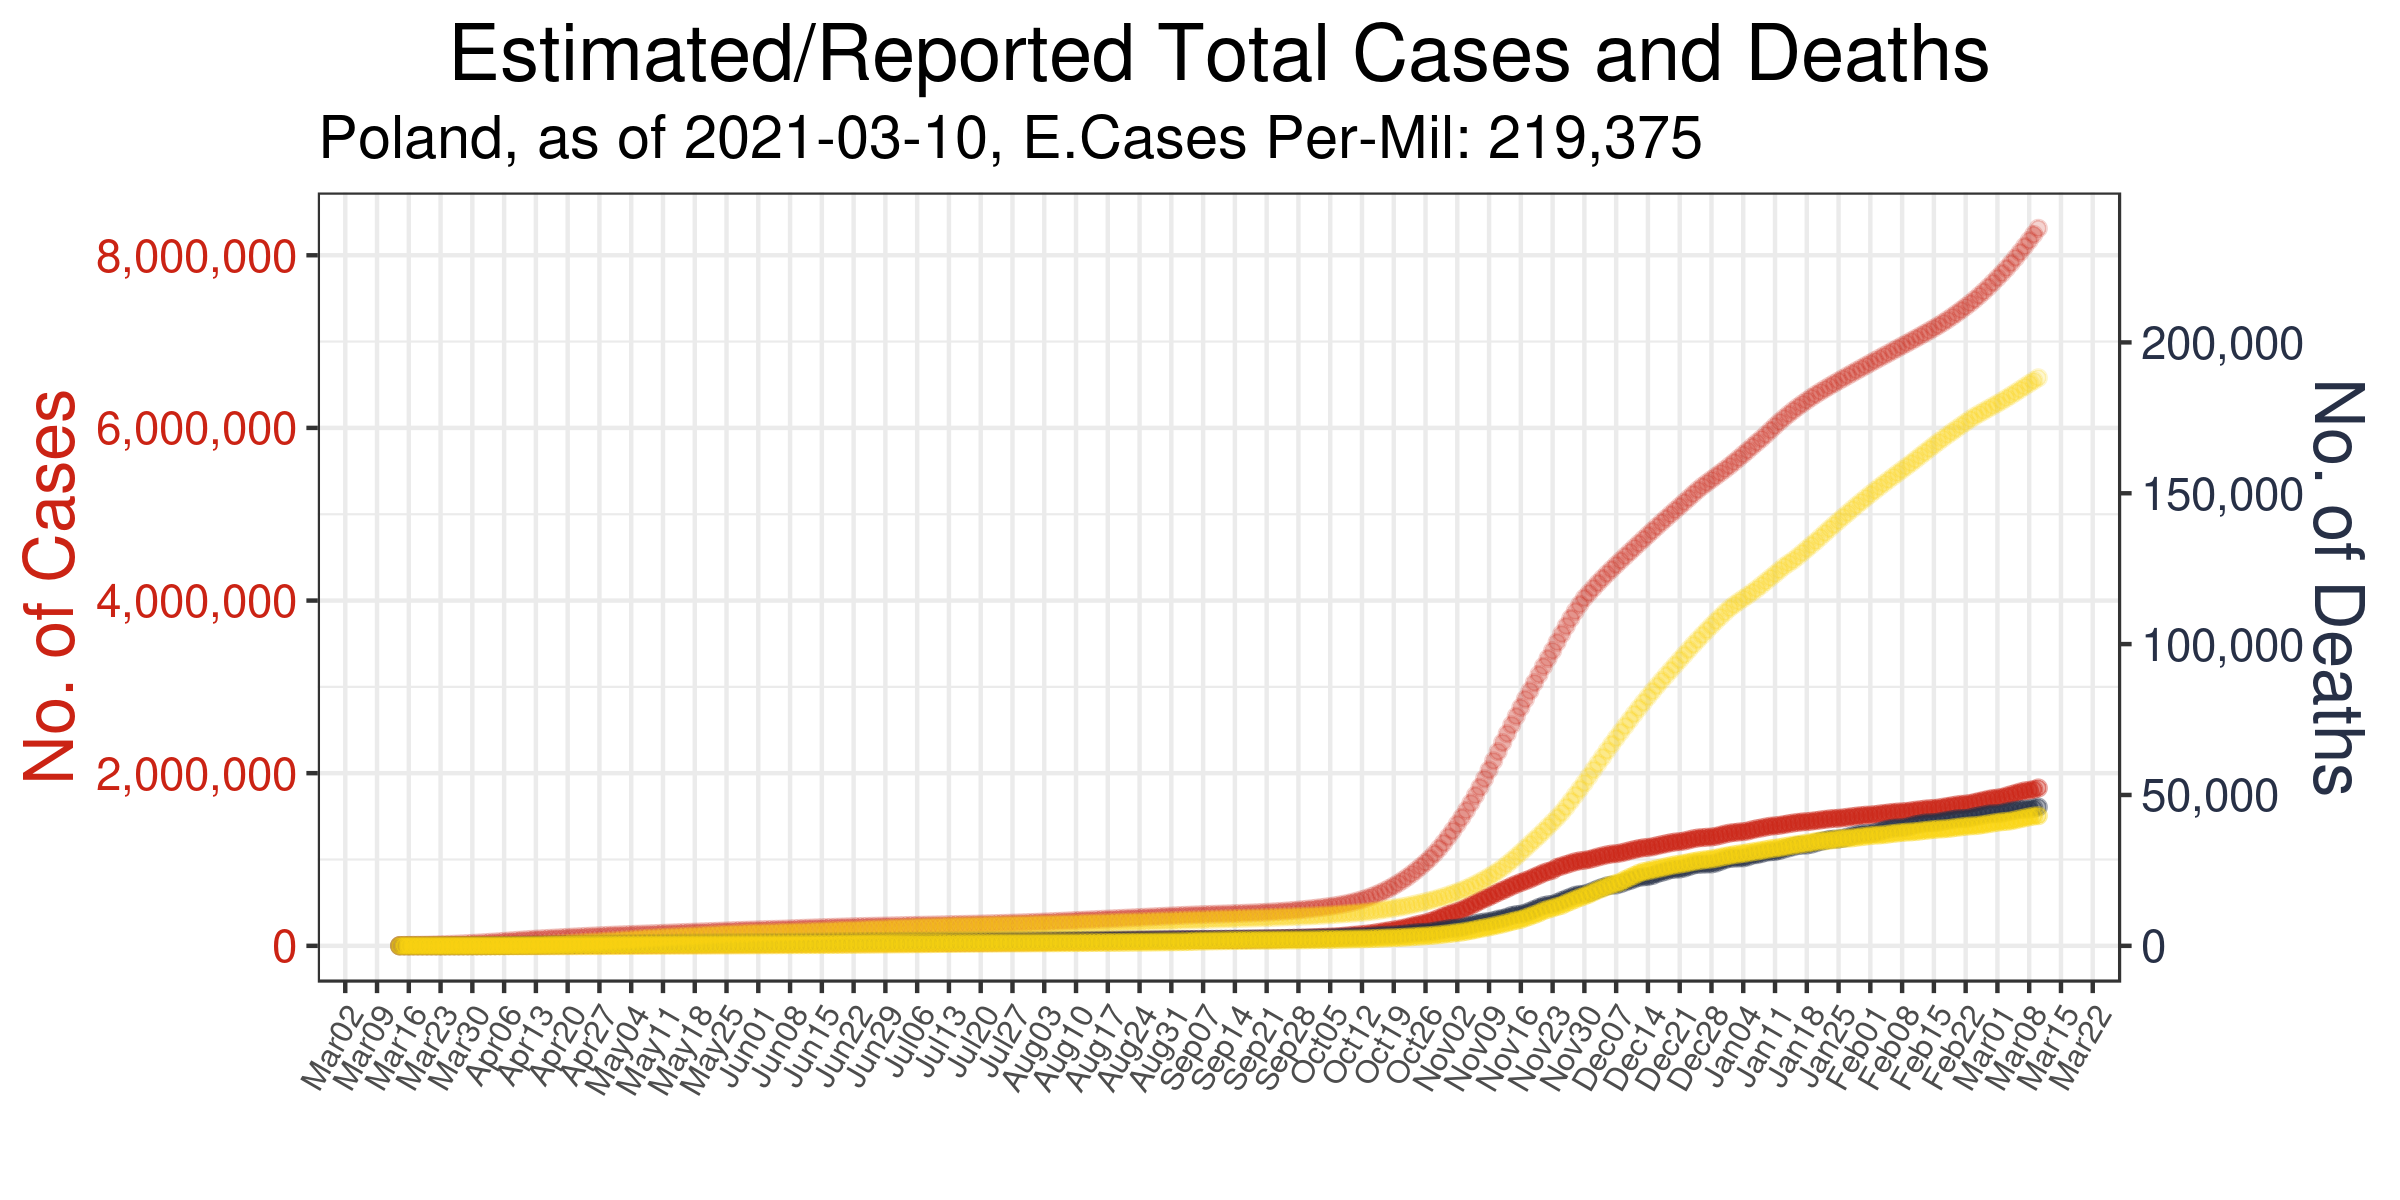 Estimated/Reported Total Cases and Deaths
Poland, as of 2021-03-10, E.Cases Per-Mil: 219,375
No. of Cases
8,000,000
6,000,000
4,000,000
2,000,000
0
200,000
150,000
100,000
50,000
0
No. of Deaths
Mar02
Mar09
Mar16
Mar23
Mar30
Apr06
Apr13
Apr20
Apr27
May04
May11
May18
May25
Jun01
Jun08
Jun15
Jun22
Jun29
Jul06
Jul13
Jul20
Jul27
Aug03
Aug10
Aug17
Aug24
Aug31
Sep07
Sep14
Sep21
Sep28
Oct05
Oct12
Oct19
Oct26
Nov02
Nov09
Nov16
Nov23
Nov30
Dec07
Dec14
Dec21
Dec28
Jan04
Jan11
Jan18
Jan25
Feb01
Feb08
Feb15
Feb22
Mar01
Mar08
Mar15
Mar22